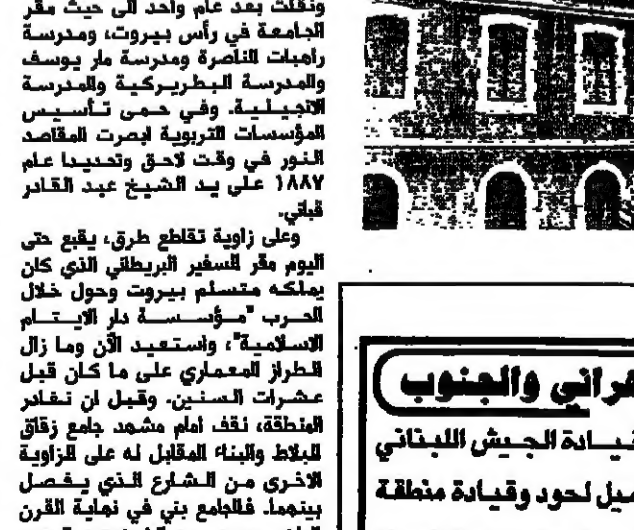 ونقلت بعد عام واحد الى حيث مقر
الجامعة في رأس بيروت، ومدرسة
راهبات الناصرة ومدرسة مار يوسف
والمدرسة البطريركية والمدرسة
الانجيلية. وفي حمى تأسيس
المؤسسات التربوية ابصرت المقاصد
النور في وقت لاحق وتحديدا عام
١٨٨٧ على يد الشيخ عبد القادر
قباني.
وعلى زاوية تقاطع طرق، يقبع حتى
اليوم مقر للسفير البريطاني الذي كان
يملكه متسلم بيروت وحول خلال
الحرب "مؤسسة دار الايتام
الاسلامية"، واستعيد الآن وما زال
الطراز المعماري على ما كان قبل
عشرات السنين. وقبل ان نغادر
المنطقة، نقف أمام مشهد جامع زقاق
البلاط والبناء المقابل له على الزاوية
الاخرى من الشارع الذي يفصل
بينهما. فالجامع بني في نهاية القرن
هراني والجنوب
قيادة الجيش اللبناني
ميل لحود وقيادة منطقة